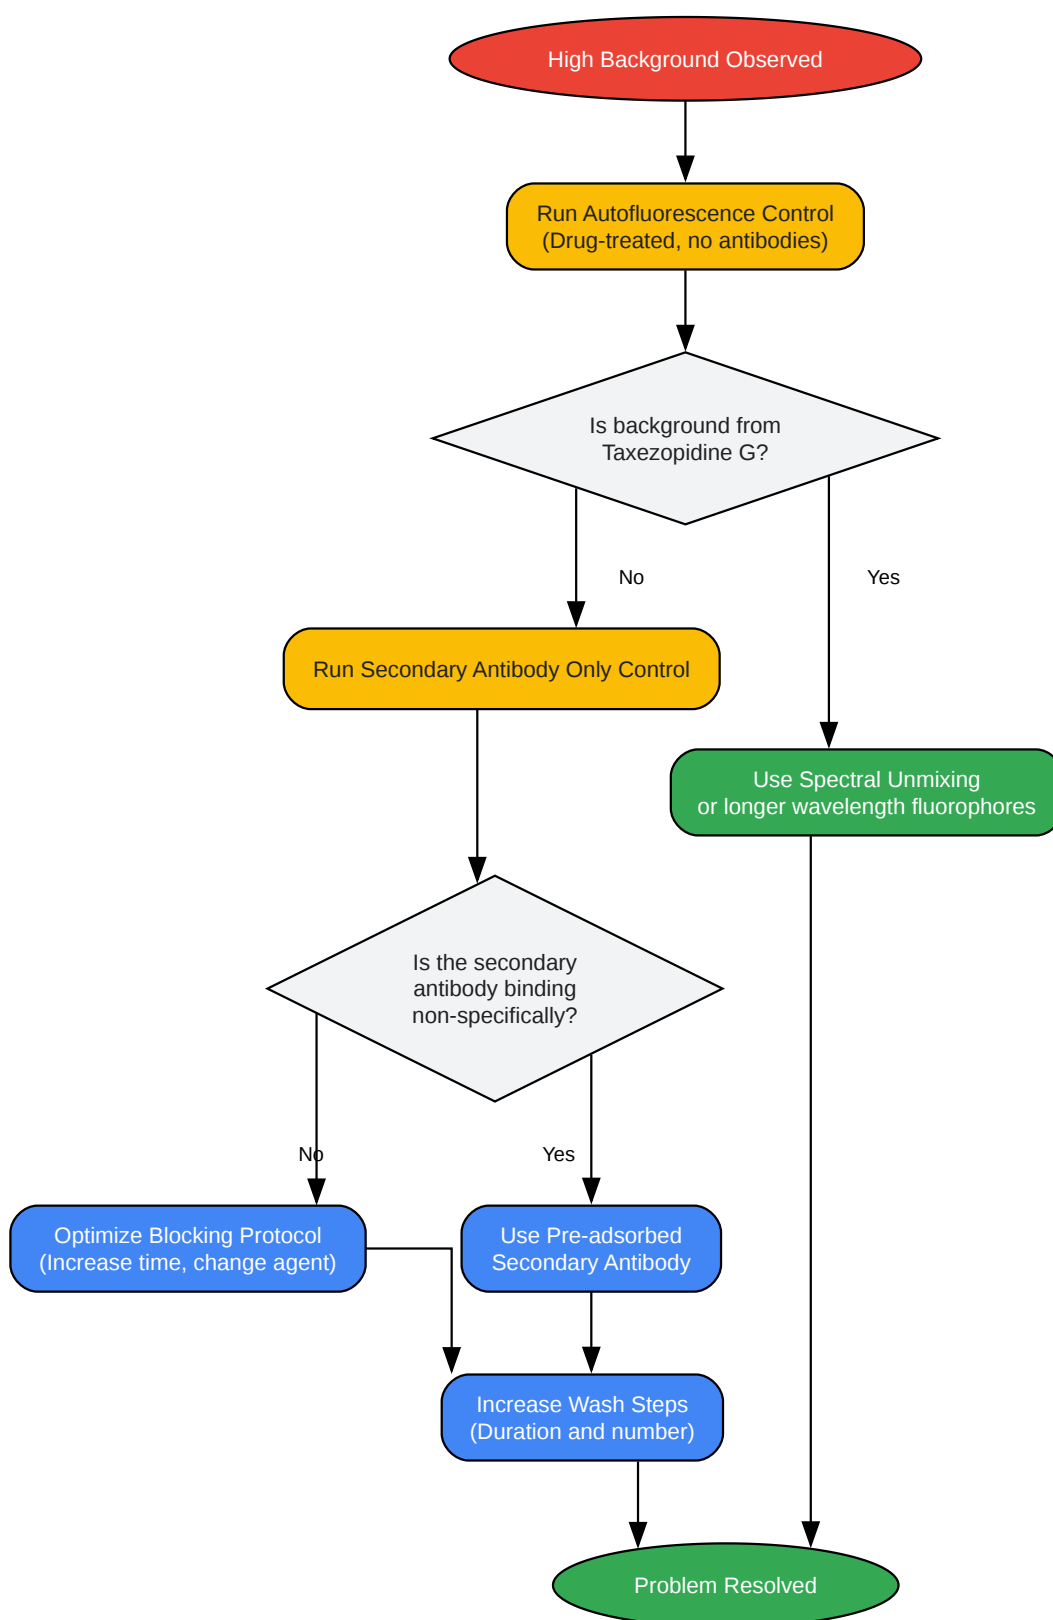 High Background Observed
Run Autofluorescence Control
(Drug-treated, no antibodies)
Is background from
Taxezopidine G?
No
Yes
Run Secondary Antibody Only Control
Use Spectral Unmixing
or longer wavelength fluorophores
Is the secondary
antibody binding
non-specifically?
No
Yes
Optimize Blocking Protocol
(Increase time, change agent)
Use Pre-adsorbed
Secondary Antibody
Increase Wash Steps
(Duration and number)
Problem Resolved